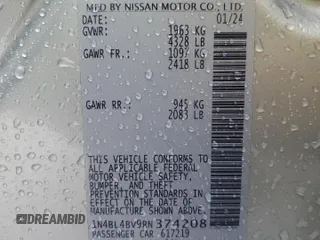 MFD BY NISSAN MOTOR CO., LTD.
DATE: 01/24
GVWR: 1963 KG
4328 LB
GAWR FR: 1097 KG
2418 LB
GAWR RR: 945 KG
2083 LB
THIS VEHICLE CONFORMS TO
ALL APPLICABLE FEDERAL
MOTOR VEHICLE SAFETY,
BUMPER, AND THEFT
PREVENTION STANDARDS IN
EFFECT ON THE DATE OF
MANUFACTURE SHOWN ABOVE.
1N4BL4BV9RN374208
PASSENGER CAR 617219
DIRT.CARS